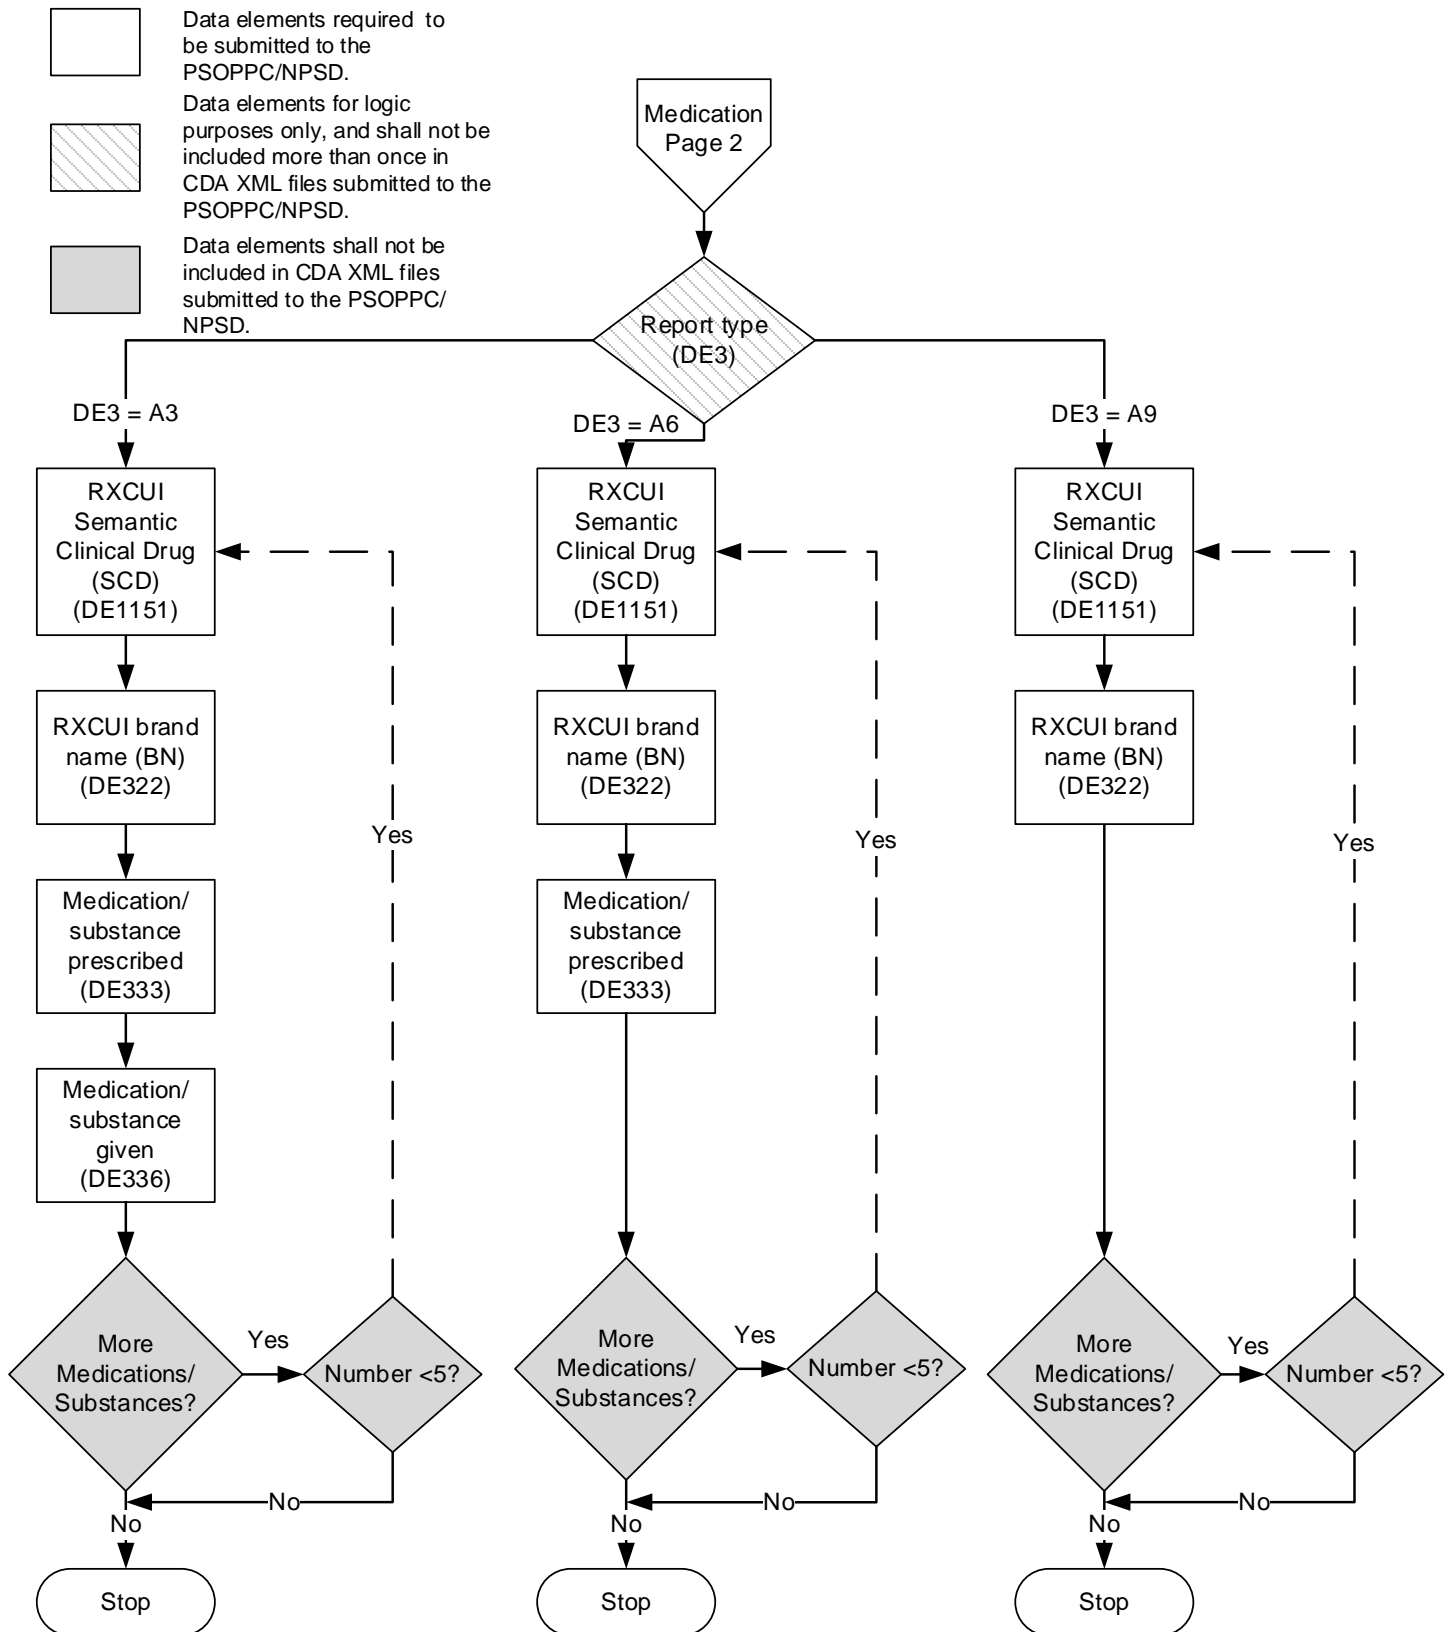 Data elements required to
be submitted to the
PSOPPC/NPSD.
Data elements for logic
purposes only, and shall not be
included more than once in
CDA XML files submitted to the
PSOPPC/NPSD.
Data elements shall not be
included in CDA XML files
submitted to the PSOPPC/
NPSD.
Medication
Page 2
Report type
(DE3)
DE3 = A3
RXCUI
Semantic
Clinical Drug
(SCD)
(DE1151)
RXCUI brand
name (BN)
(DE322)
Medication/
substance
prescribed
(DE333)
Medication/
substance
given
(DE336)
More
Medications/
Substances?
Yes
Number <5?
Yes
No
No
Stop
DE3 = A6
RXCUI
Semantic
Clinical Drug
(SCD)
(DE1151)
RXCUI brand
name (BN)
(DE322)
Medication/
substance
prescribed
(DE333)
More
Medications/
Substances?
Yes
Number <5?
Yes
No
No
Stop
DE3 = A9
RXCUI
Semantic
Clinical Drug
(SCD)
(DE1151)
RXCUI brand
name (BN)
(DE322)
More
Medications/
Substances?
Yes
Number <5?
Yes
No
No
Stop